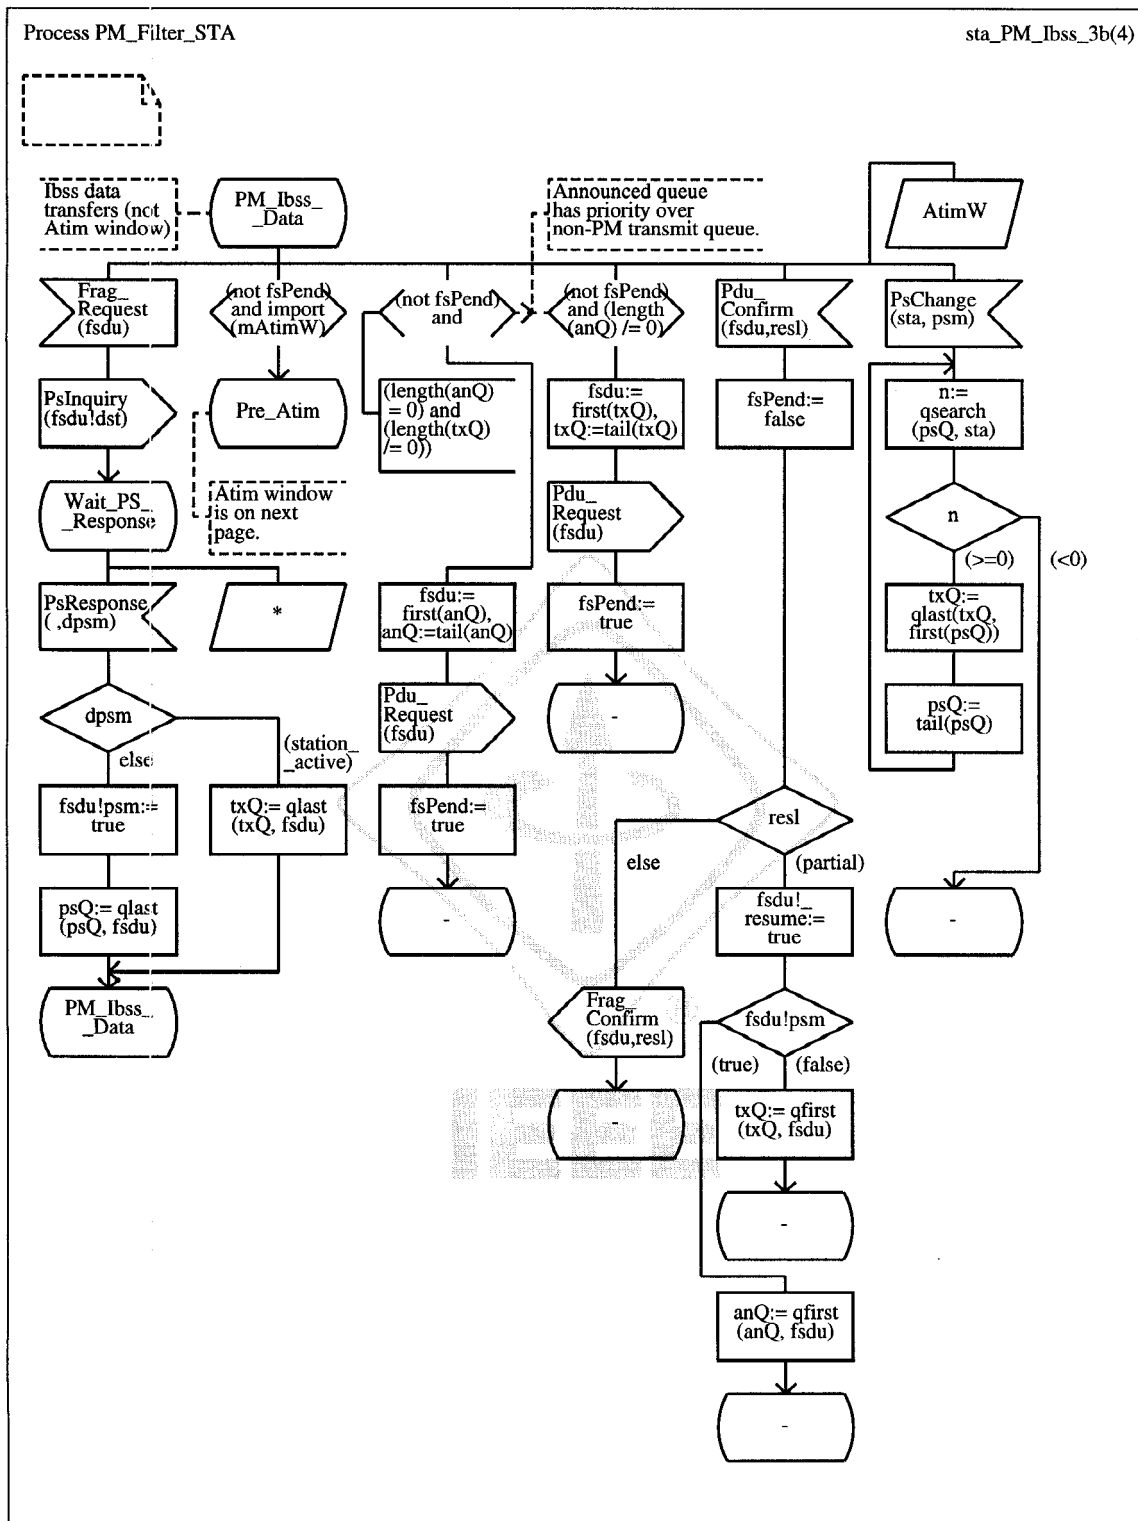 Process PM_Filter_STA
sta_PM_Ibss_3b(4)
Ibss data
transfers (not
Atim window)
PM_Ibss_
_Data
Announced queue
has priority over
non-PM transmit queue.
AtimW
Frag_
Request
(fsdu)
(not fsPend)
and import
(mAtimW)
(not fsPend)
and
(not fsPend)
and (length
(anQ) /= 0)
Pdu_
Confirm
(fsdu,resl)
PsChange
(sta, psm)
PsInquiry
(fsdu!dst)
Pre_Atim
(length(anQ)
= 0) and
(length(txQ)
/= 0))
fsdu:=
first(txQ),
txQ:=tail(txQ)
fsPend:=
false
n:=
qsearch
(psQ, sta)
Wait_PS_
_Response
Atim window
is on next
page.
Pdu_
Request
(fsdu)
n
(>=0)
(<0)
PsResponse
( ,dpsm)
*
fsdu:=
first(anQ),
anQ:=tail(anQ)
fsPend:=
true
txQ:=
qlast(txQ,
first(psQ))
dpsm
else
(station_
_active)
Pdu_
Request
(fsdu)
-
psQ:=
tail(psQ)
fsdu!psm:=
true
txQ:= qlast
(txQ, fsdu)
fsPend:=
true
resl
else
(partial)
psQ:= qlast
(psQ, fsdu)
-
fsdu!_
resume:=
true
-
PM_Ibss_
_Data
Frag_
Confirm
(fsdu,resl)
fsdu!psm
(true)
(false)
-
txQ:= qfirst
(txQ, fsdu)
IEEE
-
anQ:= qfirst
(anQ, fsdu)
-